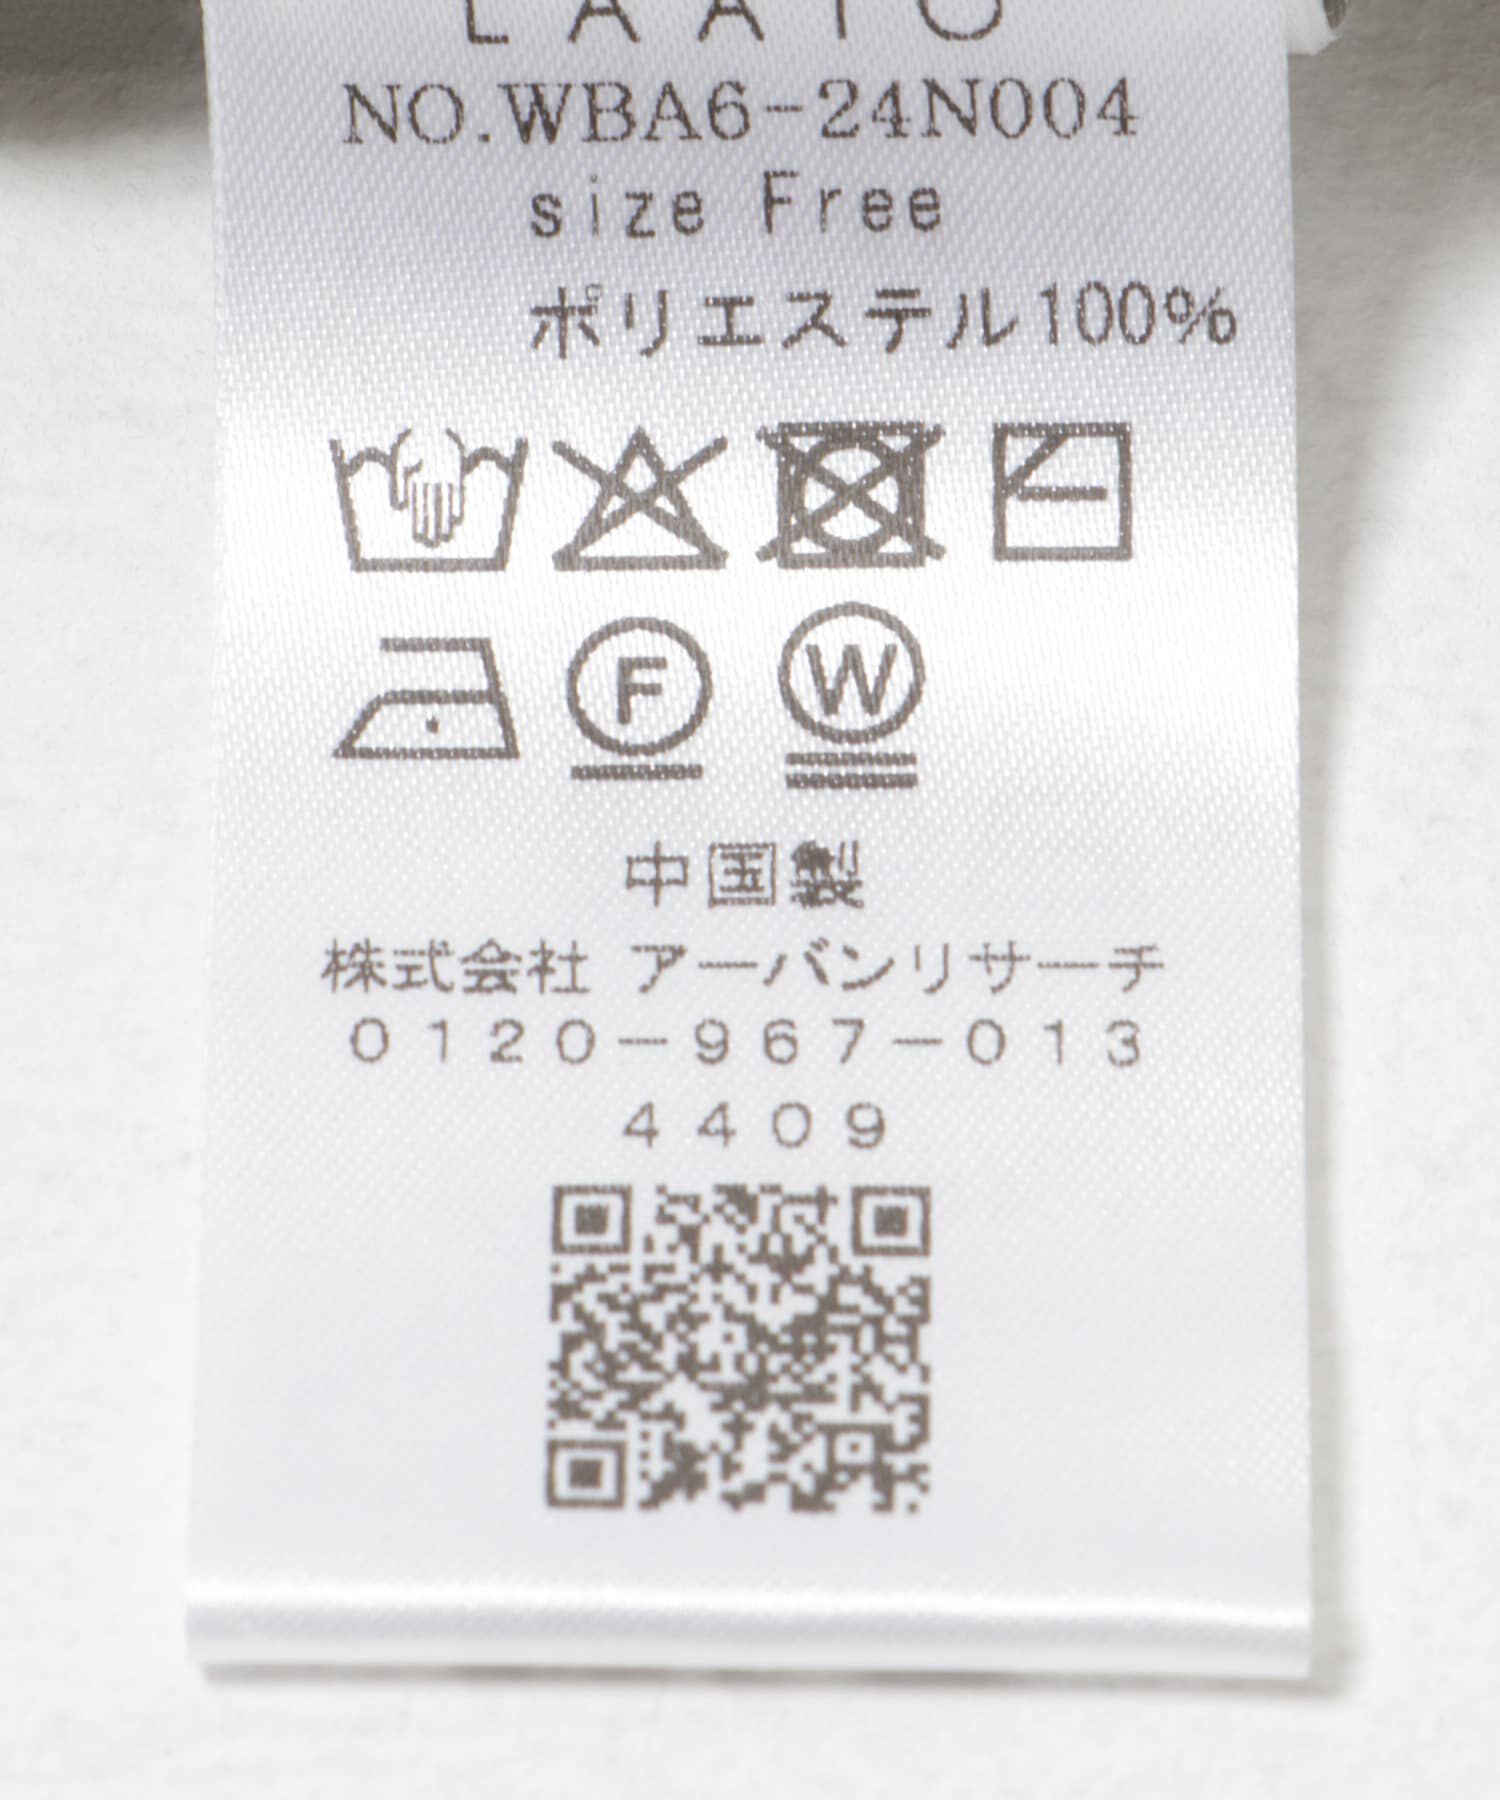 LAATO
NO.WBA6-24N004
size Free
ポリエステル100%
F
W
中国製
株式会社 アーバンリサーチ
0120-967-013
4409